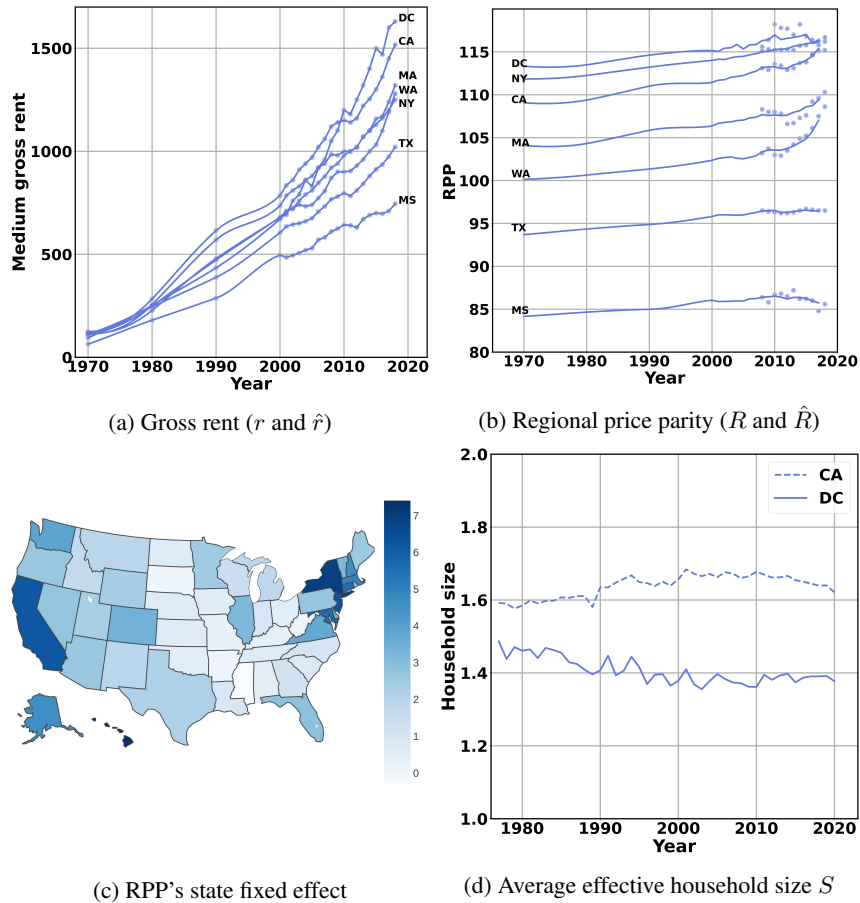 DC
CA
MA
WA
NY
TX
MS
1500
1000
500
0
Medium gross rent
1970 1980 1990 2000 2010 2020
Year
(a) Gross rent (r and r̂)
115
110
105
100
95
90
85
80
RPP
DC
NY
CA
MA
WA
TX
MS
1970 1980 1990 2000 2010 2020
Year
(b) Regional price parity (R and R̂)
7
6
5
4
3
2
1
0
(c) RPP's state fixed effect
2.0
1.8
1.6
1.4
1.2
1.0
Household size
CA
DC
1980 1990 2000 2010 2020
Year
(d) Average effective household size S